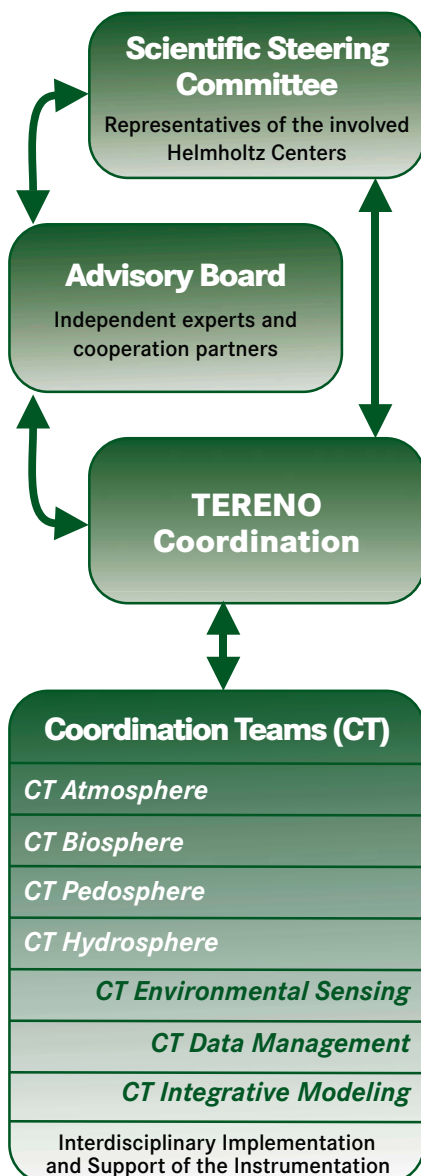 Scientific Steering
Committee
Representatives of the involved
Helmholtz Centers
Advisory Board
Independent experts and
cooperation partners
TERENO
Coordination
Coordination Teams (CT)
CT Atmosphere
CT Biosphere
CT Pedosphere
CT Hydrosphere
CT Environmental Sensing
CT Data Management
CT Integrative Modeling
Interdisciplinary Implementation
and Support of the Instrumentation